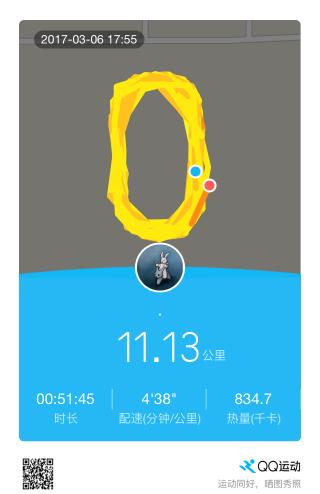 2017-03-06 17:55
11.13公里
00:51:45 4'38" 834.7
时长 配速(分钟/公里) 热量(千卡)
QQ运动
运动同好，晒图秀照